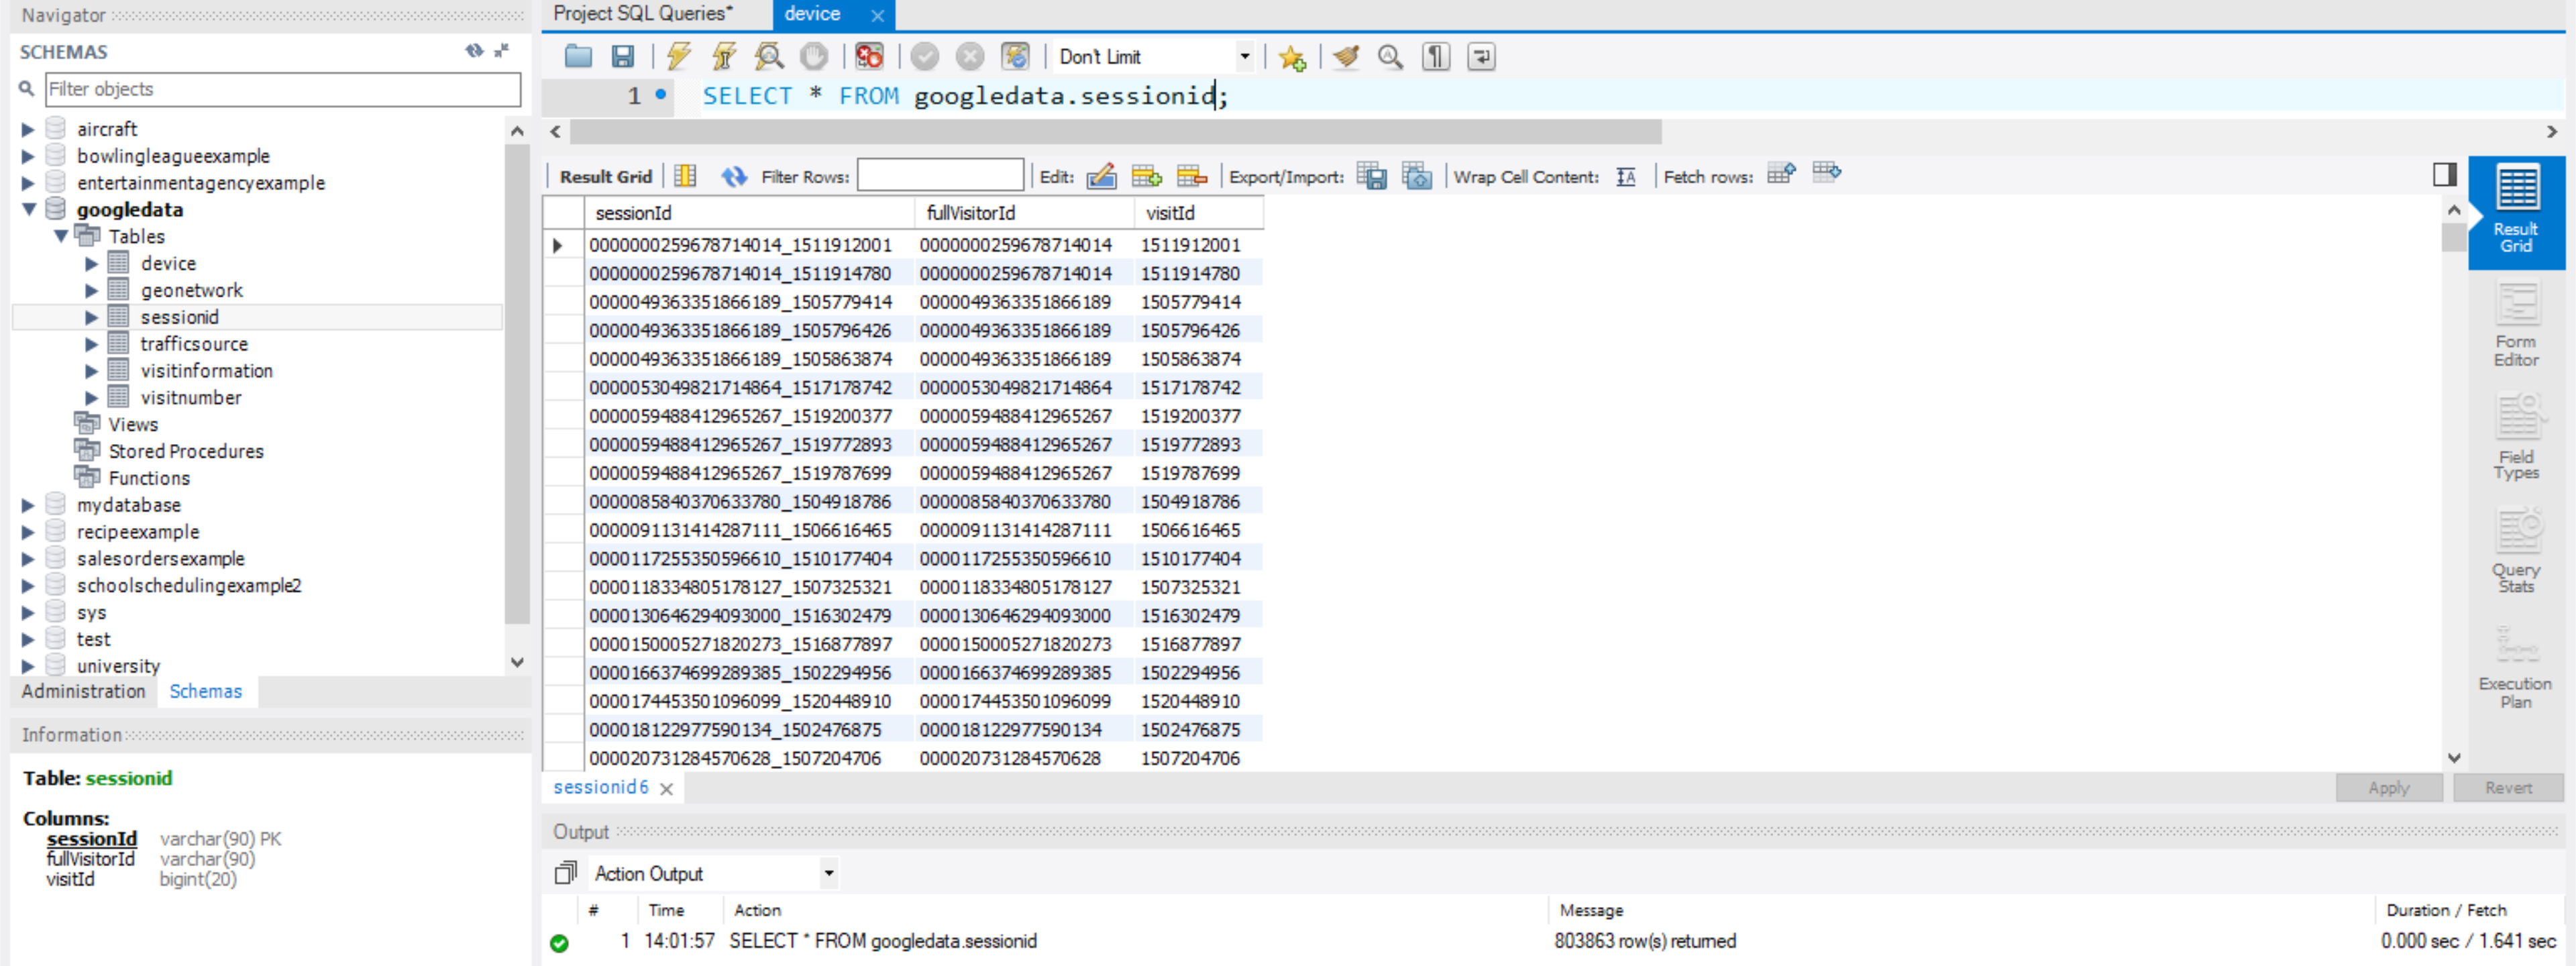 Navigator
SCHEMAS
Filter objects
aircraft
bowlingleagueexample
entertainmentagencyexample
googledata
Tables
device
geonetwork
sessionid
trafficsource
visitinformation
visitnumber
Views
Stored Procedures
Functions
mydatabase
recipeexample
salesordersexample
schoolschedulingexample2
sys
test
university
Administration Schemas
Information
Table: sessionid
Columns:
sessionId varchar(90) PK
fullVisitorId varchar(90)
visitId bigint(20)
Project SQL Queries* device
Don't Limit
1 SELECT * FROM googledata.sessionid;
Result Grid Filter Rows: Edit: Export/Import: Wrap Cell Content: Fetch rows:
sessionId fullVisitorId visitId
0000000259678714014_1511912001 0000000259678714014 1511912001
0000000259678714014_1511914780 0000000259678714014 1511914780
0000049363351866189_1505779414 0000049363351866189 1505779414
0000049363351866189_1505796426 0000049363351866189 1505796426
0000049363351866189_1505863874 0000049363351866189 1505863874
0000053049821714864_1517178742 0000053049821714864 1517178742
0000059488412965267_1519200377 0000059488412965267 1519200377
0000059488412965267_1519772893 0000059488412965267 1519772893
0000059488412965267_1519787699 0000059488412965267 1519787699
0000085840370633780_1504918786 0000085840370633780 1504918786
0000091131414287111_1506616465 0000091131414287111 1506616465
0000117255350596610_1510177404 0000117255350596610 1510177404
0000118334805178127_1507325321 0000118334805178127 1507325321
0000130646294093000_1516302479 0000130646294093000 1516302479
0000150005271820273_1516877897 0000150005271820273 1516877897
0000166374699289385_1502294956 0000166374699289385 1502294956
0000174453501096099_1520448910 0000174453501096099 1520448910
000018122977590134_1502476875 000018122977590134 1502476875
000020731284570628_1507204706 000020731284570628 1507204706
Result
Grid
Form
Editor
Field
Types
Query
Stats
Execution
Plan
sessionid6 Apply Revert
Output
Action Output
# Time Action Message Duration / Fetch
1 14:01:57 SELECT * FROM googledata.sessionid 803863 row(s) returned 0.000 sec / 1.641 sec